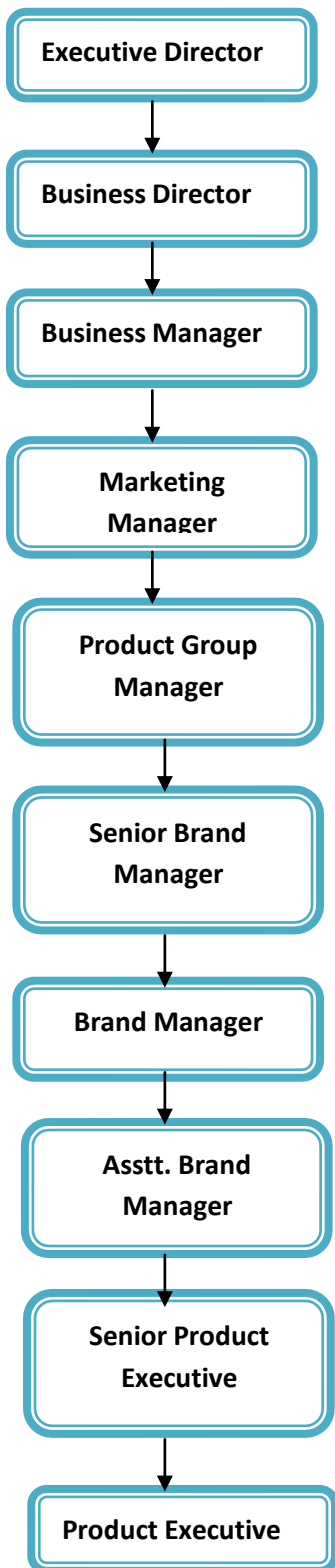 Executive Director
Business Director
Business Manager
Marketing
Manager
Product Group
Manager
Senior Brand
Manager
Brand Manager
Asstt. Brand
Manager
Senior Product
Executive
Product Executive